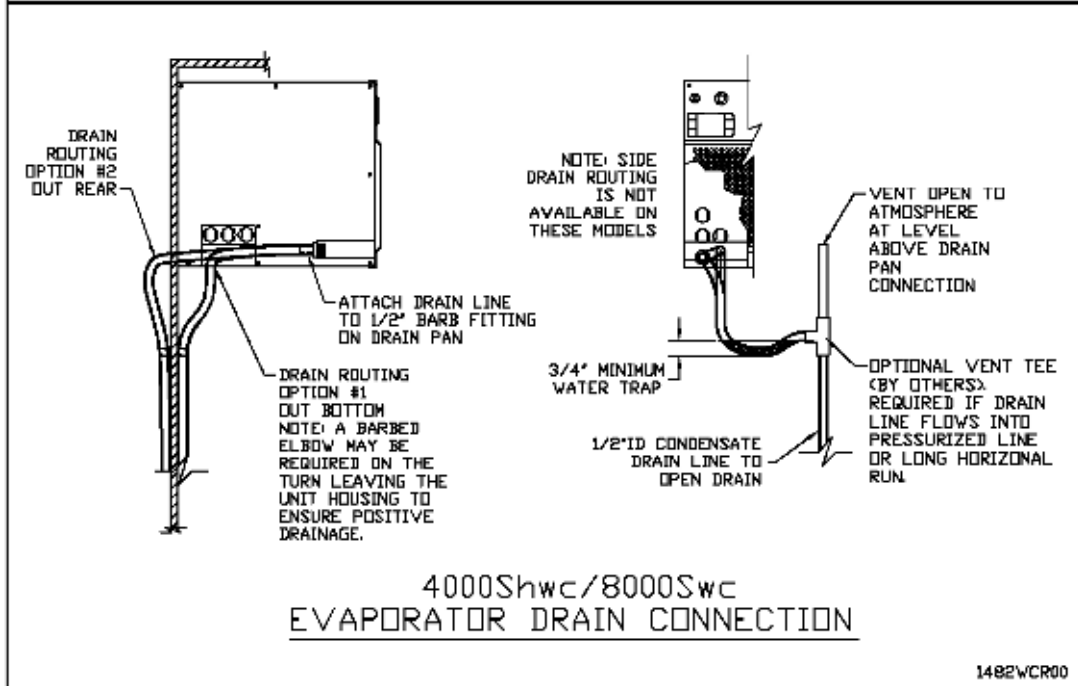 DRAIN
ROUTING
OPTION #2
OUT REAR
ATTACH DRAIN LINE
TO 1/2" BARB FITTING
ON DRAIN PAN
DRAIN ROUTING
OPTION #1
OUT BOTTOM
NOTE: A BARBED
ELBOW MAY BE
REQUIRED ON THE
TURN LEAVING THE
UNIT HOUSING TO
ENSURE POSITIVE
DRAINAGE.
NOTE: SIDE
DRAIN ROUTING
IS NOT
AVAILABLE ON
THESE MODELS
VENT OPEN TO
ATMOSPHERE
AT LEVEL
ABOVE DRAIN
PAN
CONNECTION
3/4" MINIMUM
WATER TRAP
OPTIONAL VENT TEE
(BY OTHERS).
REQUIRED IF DRAIN
LINE FLOWS INTO
PRESSURIZED LINE
OR LONG HORIZONAL
RUN.
1/2"ID CONDENSATE
DRAIN LINE TO
OPEN DRAIN
4000Shwc/8000Swc
EVAPORATOR DRAIN CONNECTION
1482WCR00